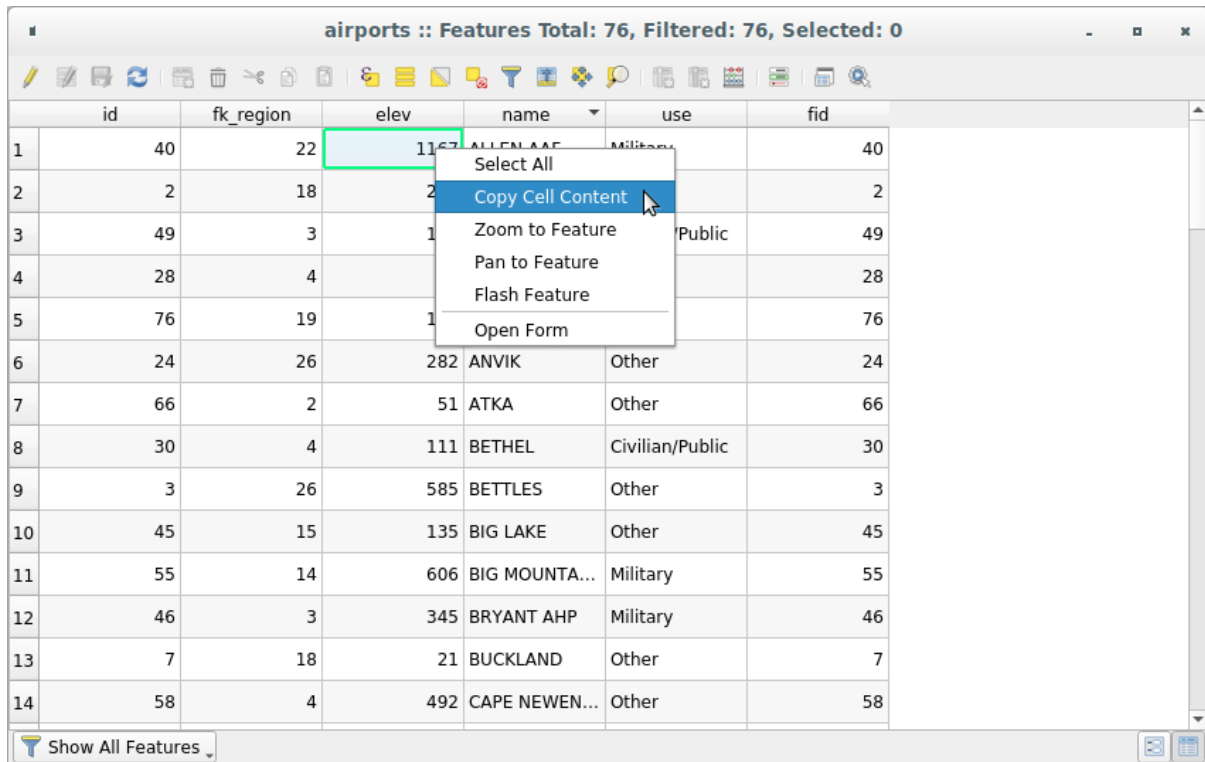 airports :: Features Total: 76, Filtered: 76, Selected: 0
id fk_region elev name use fid
1 40 22 1167 40
Select All
2 2 18 2
Copy Cell Content
3 49 3 /Public 49
Zoom to Feature
4 28 4 28
Pan to Feature
Flash Feature
5 76 19 76
Open Form
6 24 26 282 ANVIK Other 24
7 66 2 51 ATKA Other 66
8 30 4 111 BETHEL Civilian/Public 30
9 3 26 585 BETTLES Other 3
10 45 15 135 BIG LAKE Other 45
11 55 14 606 BIG MOUNTA... Military 55
12 46 3 345 BRYANT AHP Military 46
13 7 18 21 BUCKLAND Other 7
14 58 4 492 CAPE NEWEN... Other 58
Show All Features